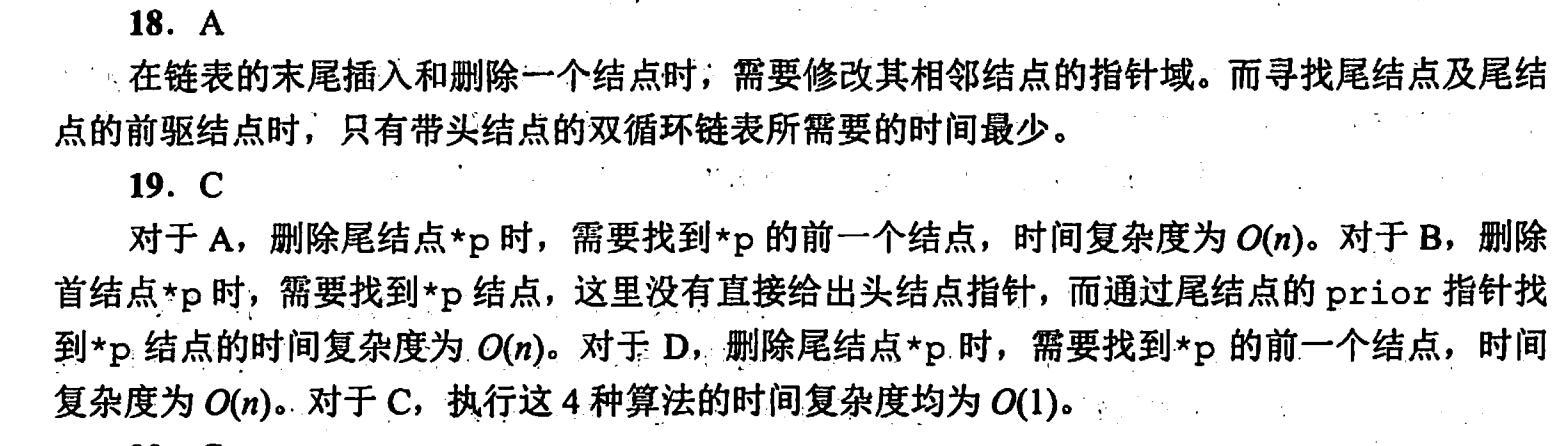 18. A
在链表的末尾插入和删除一个结点时，需要修改其相邻结点的指针域。而寻找尾结点及尾结
点的前驱结点时，只有带头结点的双循环链表所需要的时间最少。
19. C
对于 A，删除尾结点*p 时，需要找到*p 的前一个结点，时间复杂度为 O(n)。对于 B，删除
首结点*p 时，需要找到*p 结点，这里没有直接给出头结点指针，而通过尾结点的 prior 指针找
到*p 结点的时间复杂度为 O(n)。对于 D，删除尾结点*p 时，需要找到*p 的前一个结点，时间
复杂度为 O(n)。对于 C，执行这 4 种算法的时间复杂度均为 O(1)。